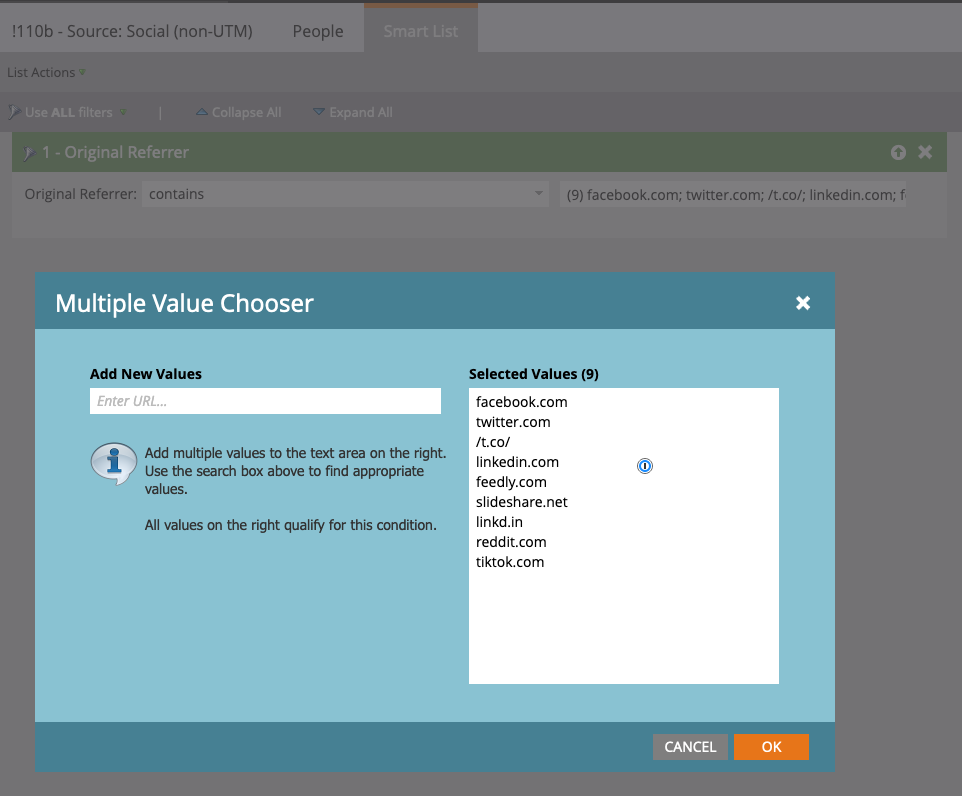 !110b - Source: Social (non-UTM) People Smart List
List Actions
Use ALL filters | Collapse All Expand All
1 - Original Referrer
Original Referrer: contains (9) facebook.com; twitter.com; /t.co/; linkedin.com; f
Multiple Value Chooser
Add New Values
Enter URL...
Add multiple values to the text area on the right.
Use the search box above to find appropriate
values.
All values on the right qualify for this condition.
Selected Values (9)
facebook.com
twitter.com
/t.co/
linkedin.com
feedly.com
slideshare.net
linkd.in
reddit.com
tiktok.com
CANCEL OK